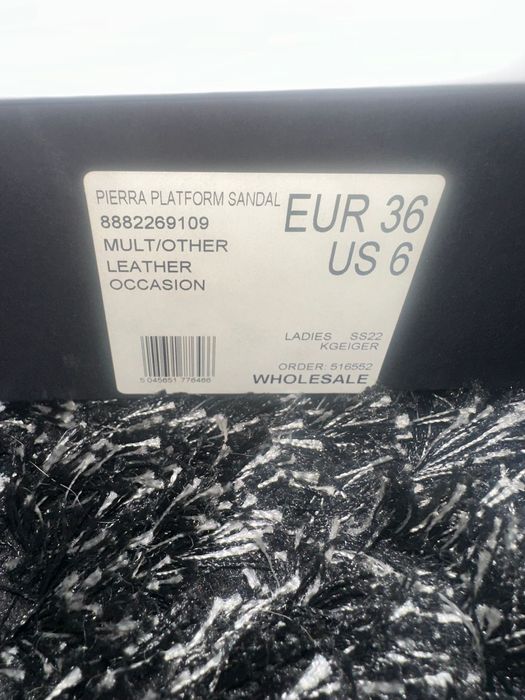 PIERRA PLATFORM SANDAL
EUR 36
8882269109
US 6
MULT/OTHER
LEATHER
OCCASION
LADIES SS22
KGEIGER
ORDER: 516552
WHOLESALE
5 045651 776466